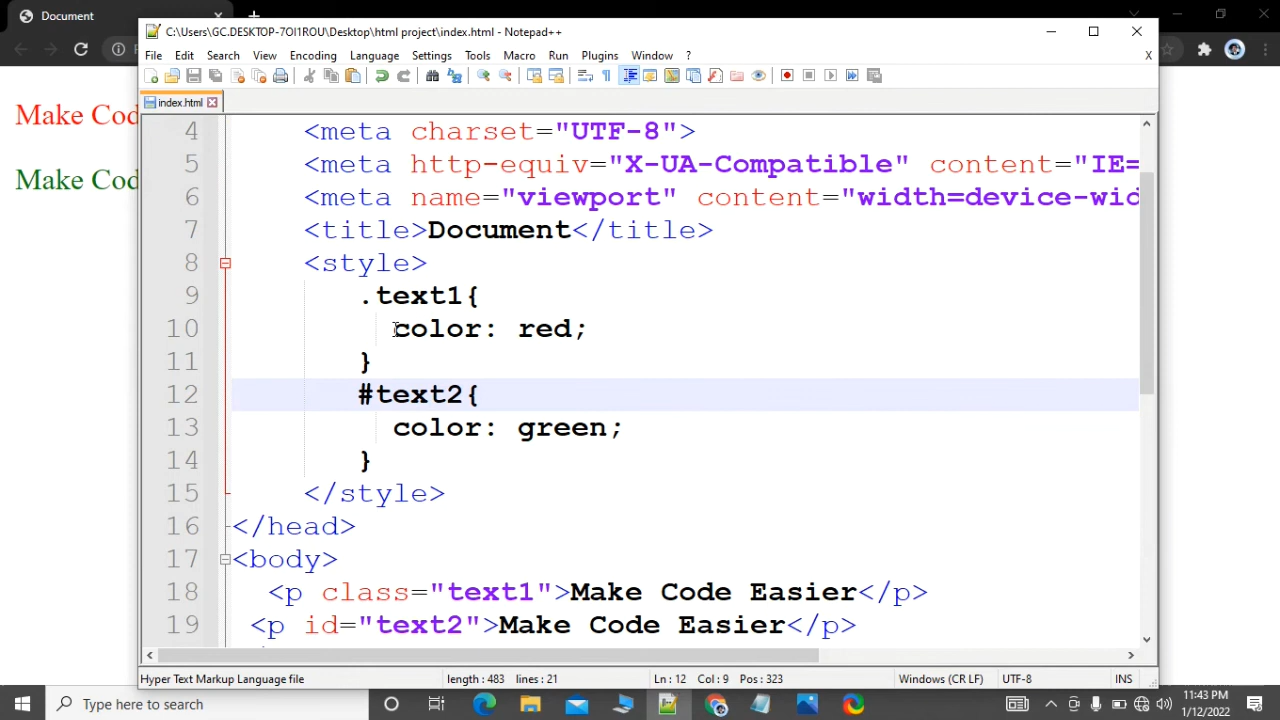 Document
C:\Users\GC.DESKTOP-7OI1ROU\Desktop\html project\index.html - Notepad++
File Edit Search View Encoding Language Settings Tools Macro Run Plugins Window ? X
index.html
Make Cod
Make Cod
4 <meta charset="UTF-8">
5 <meta http-equiv="X-UA-Compatible" content="IE=
6 <meta name="viewport" content="width=device-wid
7 <title>Document</title>
8 <style>
9 .text1{
10 color: red;
11 }
12 #text2{
13 color: green;
14 }
15 </style>
16 </head>
17 <body>
18 <p class="text1">Make Code Easier</p>
19 <p id="text2">Make Code Easier</p>
Hyper Text Markup Language file length : 483 lines : 21 Ln : 12 Col : 9 Pos : 323 Windows (CR LF) UTF-8 INS
Type here to search
11:43 PM
1/12/2022